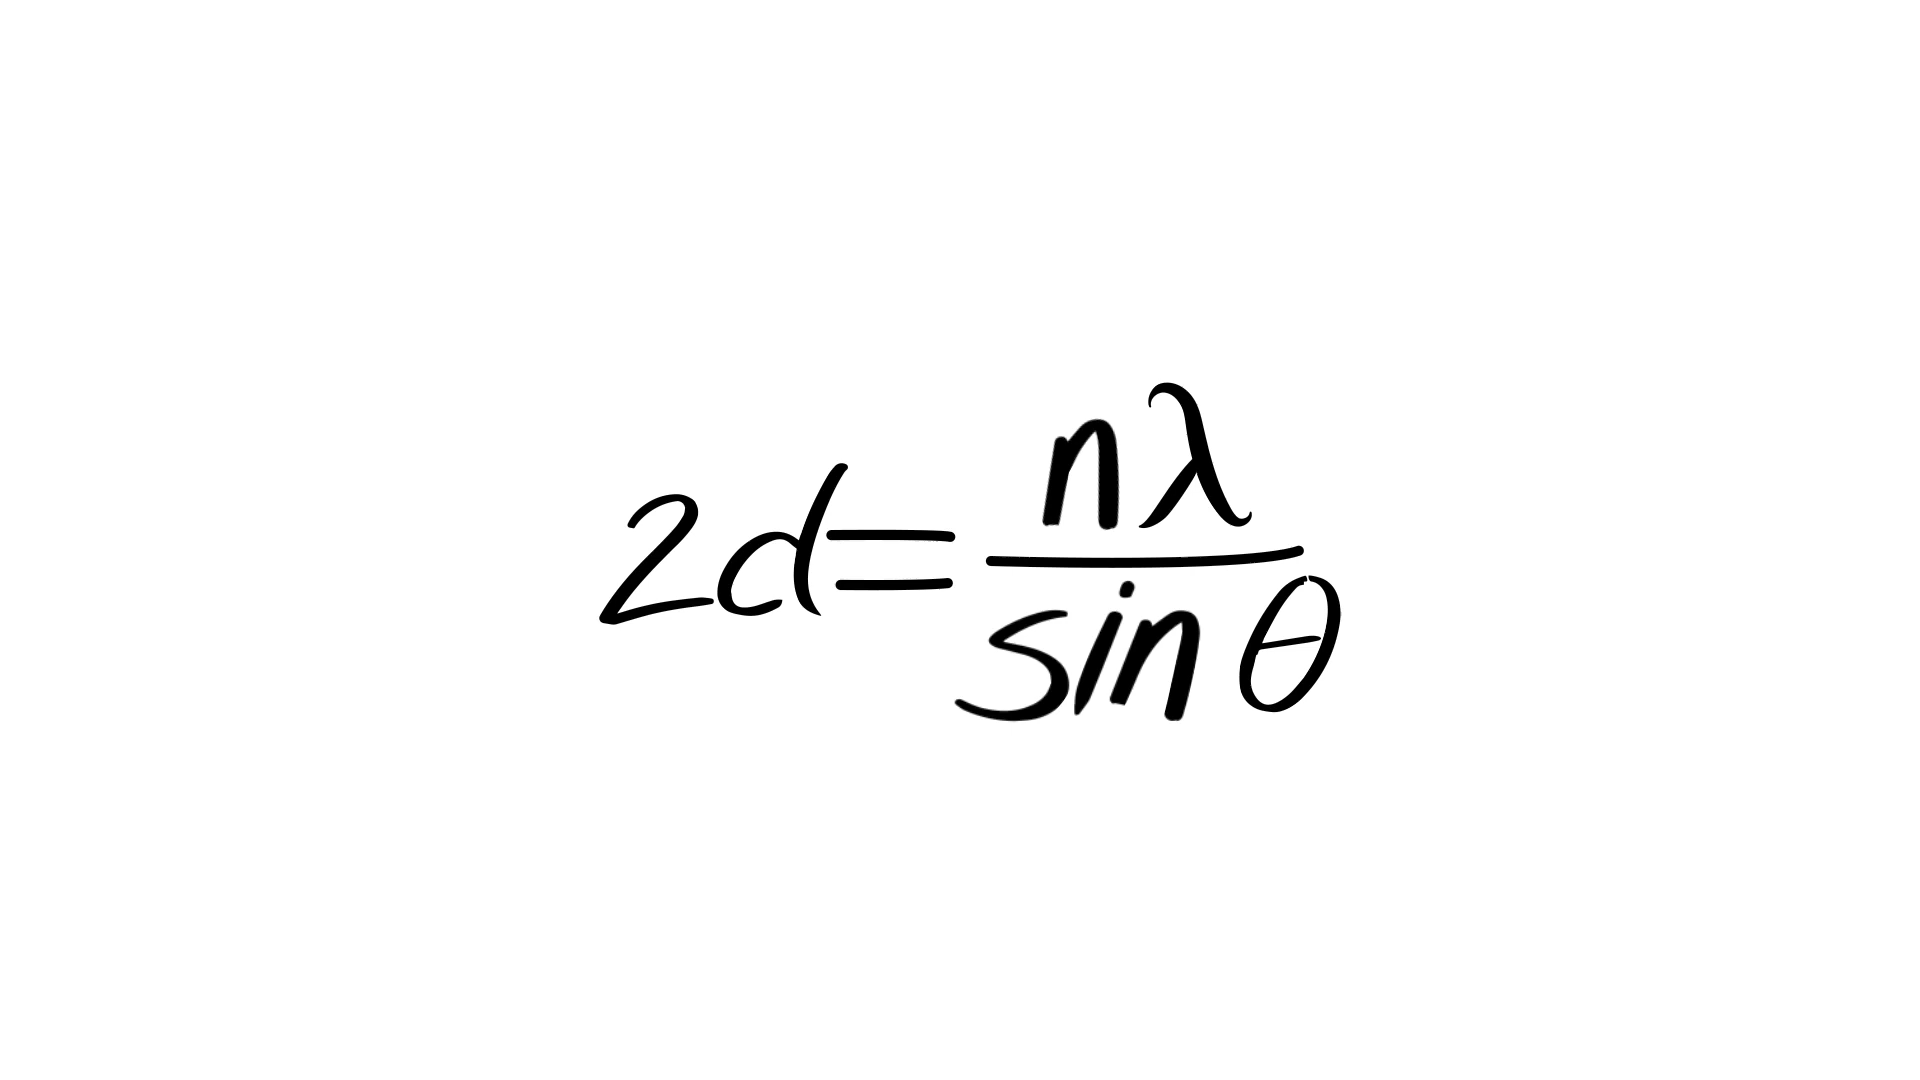 2d = nλ / sin θ